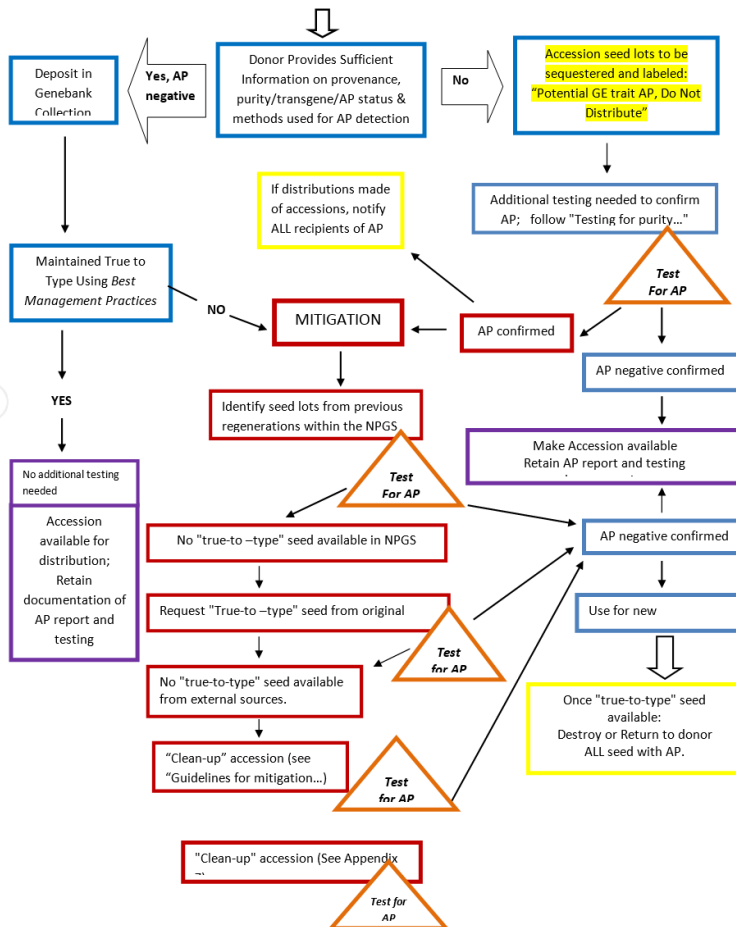 Donor Provides Sufficient
Information on provenance,
purity/transgene/AP status &
methods used for AP detection
Yes, AP
negative
No
Deposit in
Genebank
Collection
Accession seed lots to be
sequestered and labeled:
“Potential GE trait AP, Do Not
Distribute”
If distributions made
of accessions, notify
ALL recipients of AP
Additional testing needed to confirm
AP; follow "Testing for purity…"
Test
For AP
Maintained True to
Type Using Best
Management Practices
NO
MITIGATION
AP confirmed
AP negative confirmed
YES
Identify seed lots from previous
regenerations within the NPGS
Make Accession available
Retain AP report and testing
Test
For AP
No additional testing
needed
Accession
available for
distribution;
Retain
documentation of
AP report and
testing
No "true-to –type" seed available in NPGS
AP negative confirmed
Request "True-to –type" seed from original
Test
for AP
Use for new
No "true-to-type" seed available
from external sources.
Once "true-to-type" seed
available:
Destroy or Return to donor
ALL seed with AP.
“Clean-up” accession (see
“Guidelines for mitigation…)
Test
for AP
"Clean-up" accession (See Appendix
Test for
AP